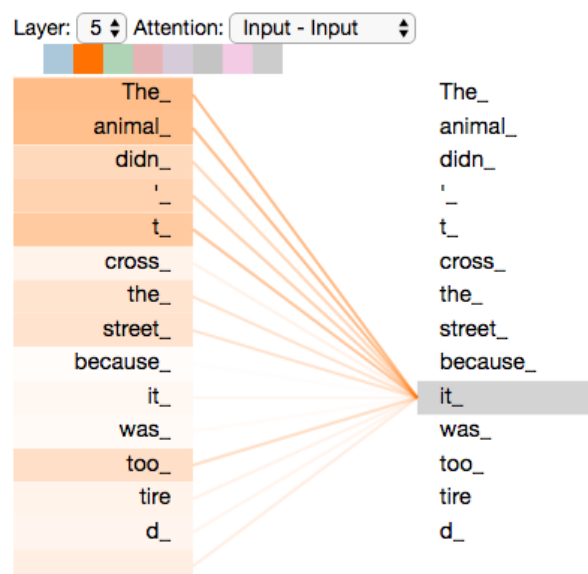 Layer: 5 Attention: Input - Input
The_ The_
animal_ animal_
didn_ didn_
'_ '_
t_ t_
cross_ cross_
the_ the_
street_ street_
because_ because_
it_ it_
was_ was_
too_ too_
tire tire
d_ d_